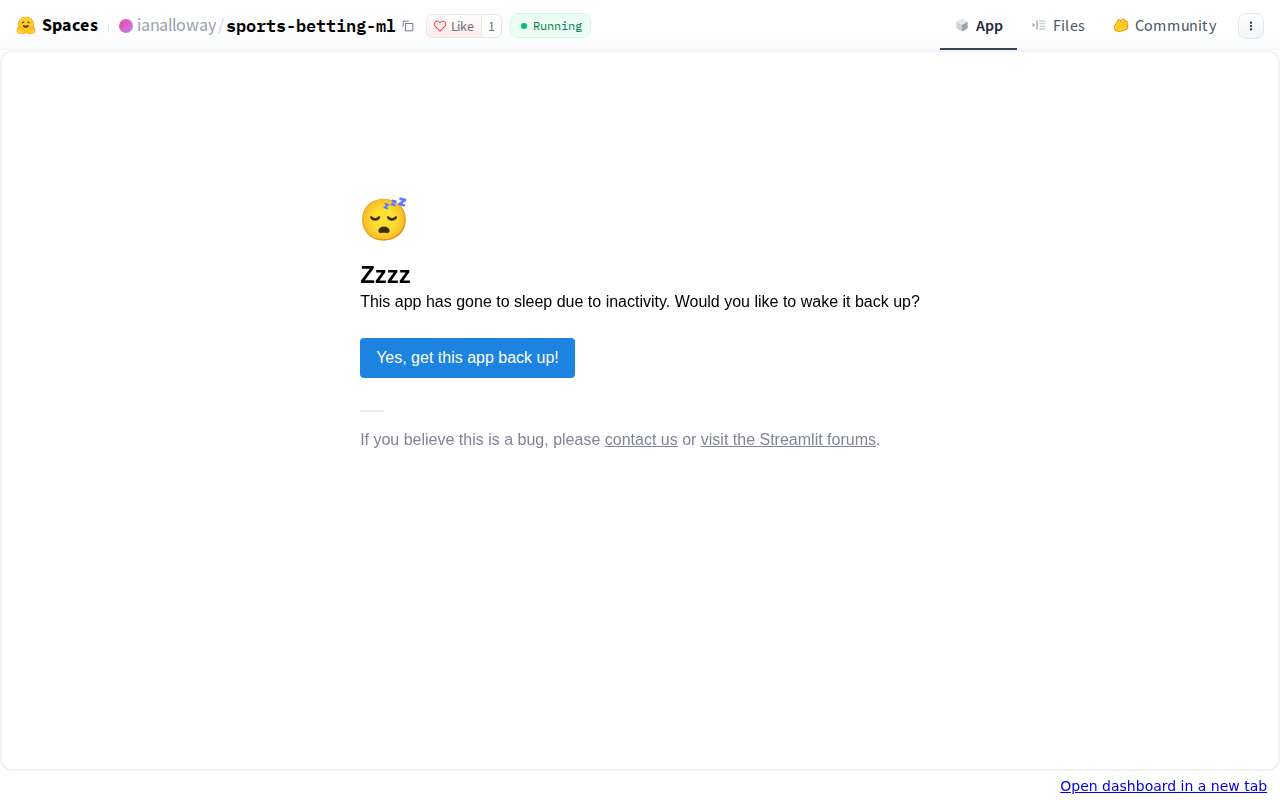 Spaces ianalloway/sports-betting-ml Like 1 Running App Files Community
Zzzz
This app has gone to sleep due to inactivity. Would you like to wake it back up?
Yes, get this app back up!
If you believe this is a bug, please contact us or visit the Streamlit forums.
Open dashboard in a new tab